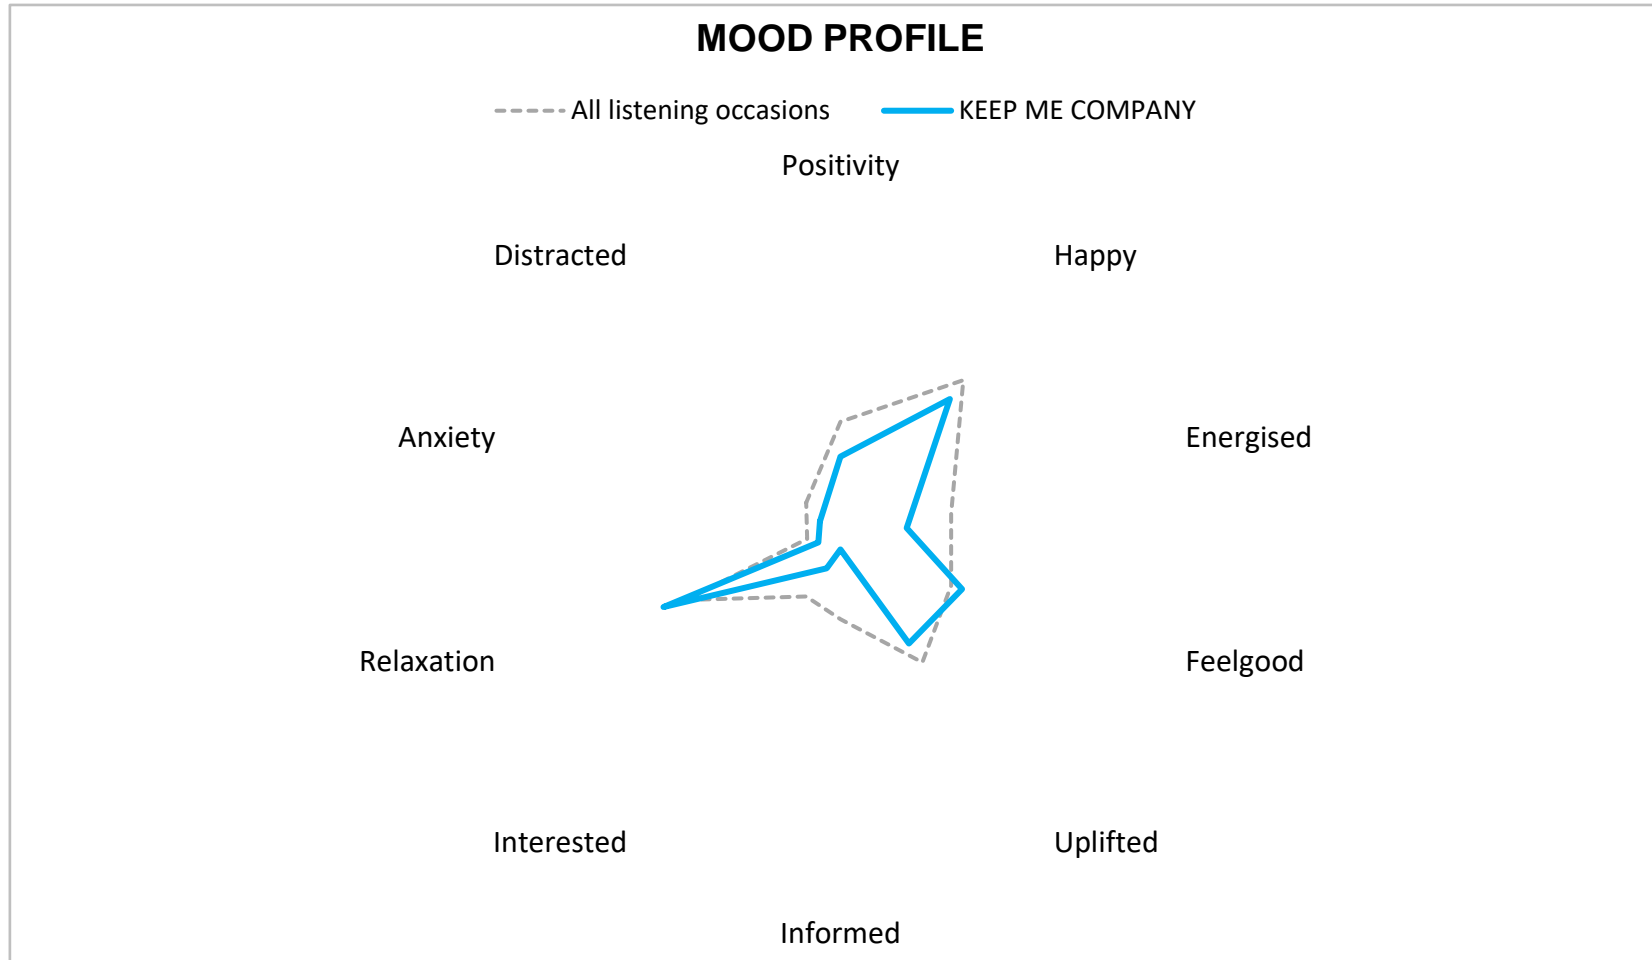 MOOD PROFILE
All listening occasions KEEP ME COMPANY
Positivity
Distracted Happy
Anxiety Energised
Relaxation Feelgood
Interested Uplifted
Informed